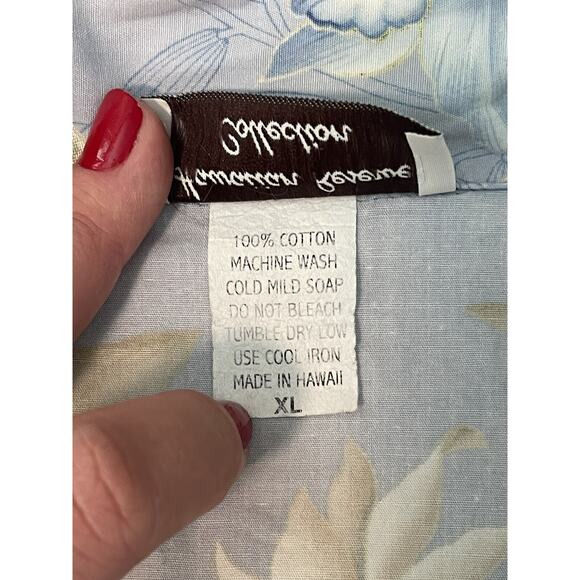 Collection
Hawaiian Reserve
100% COTTON
MACHINE WASH
COLD MILD SOAP
DO NOT BLEACH
TUMBLE DRY LOW
USE COOL IRON
MADE IN HAWAII
XL